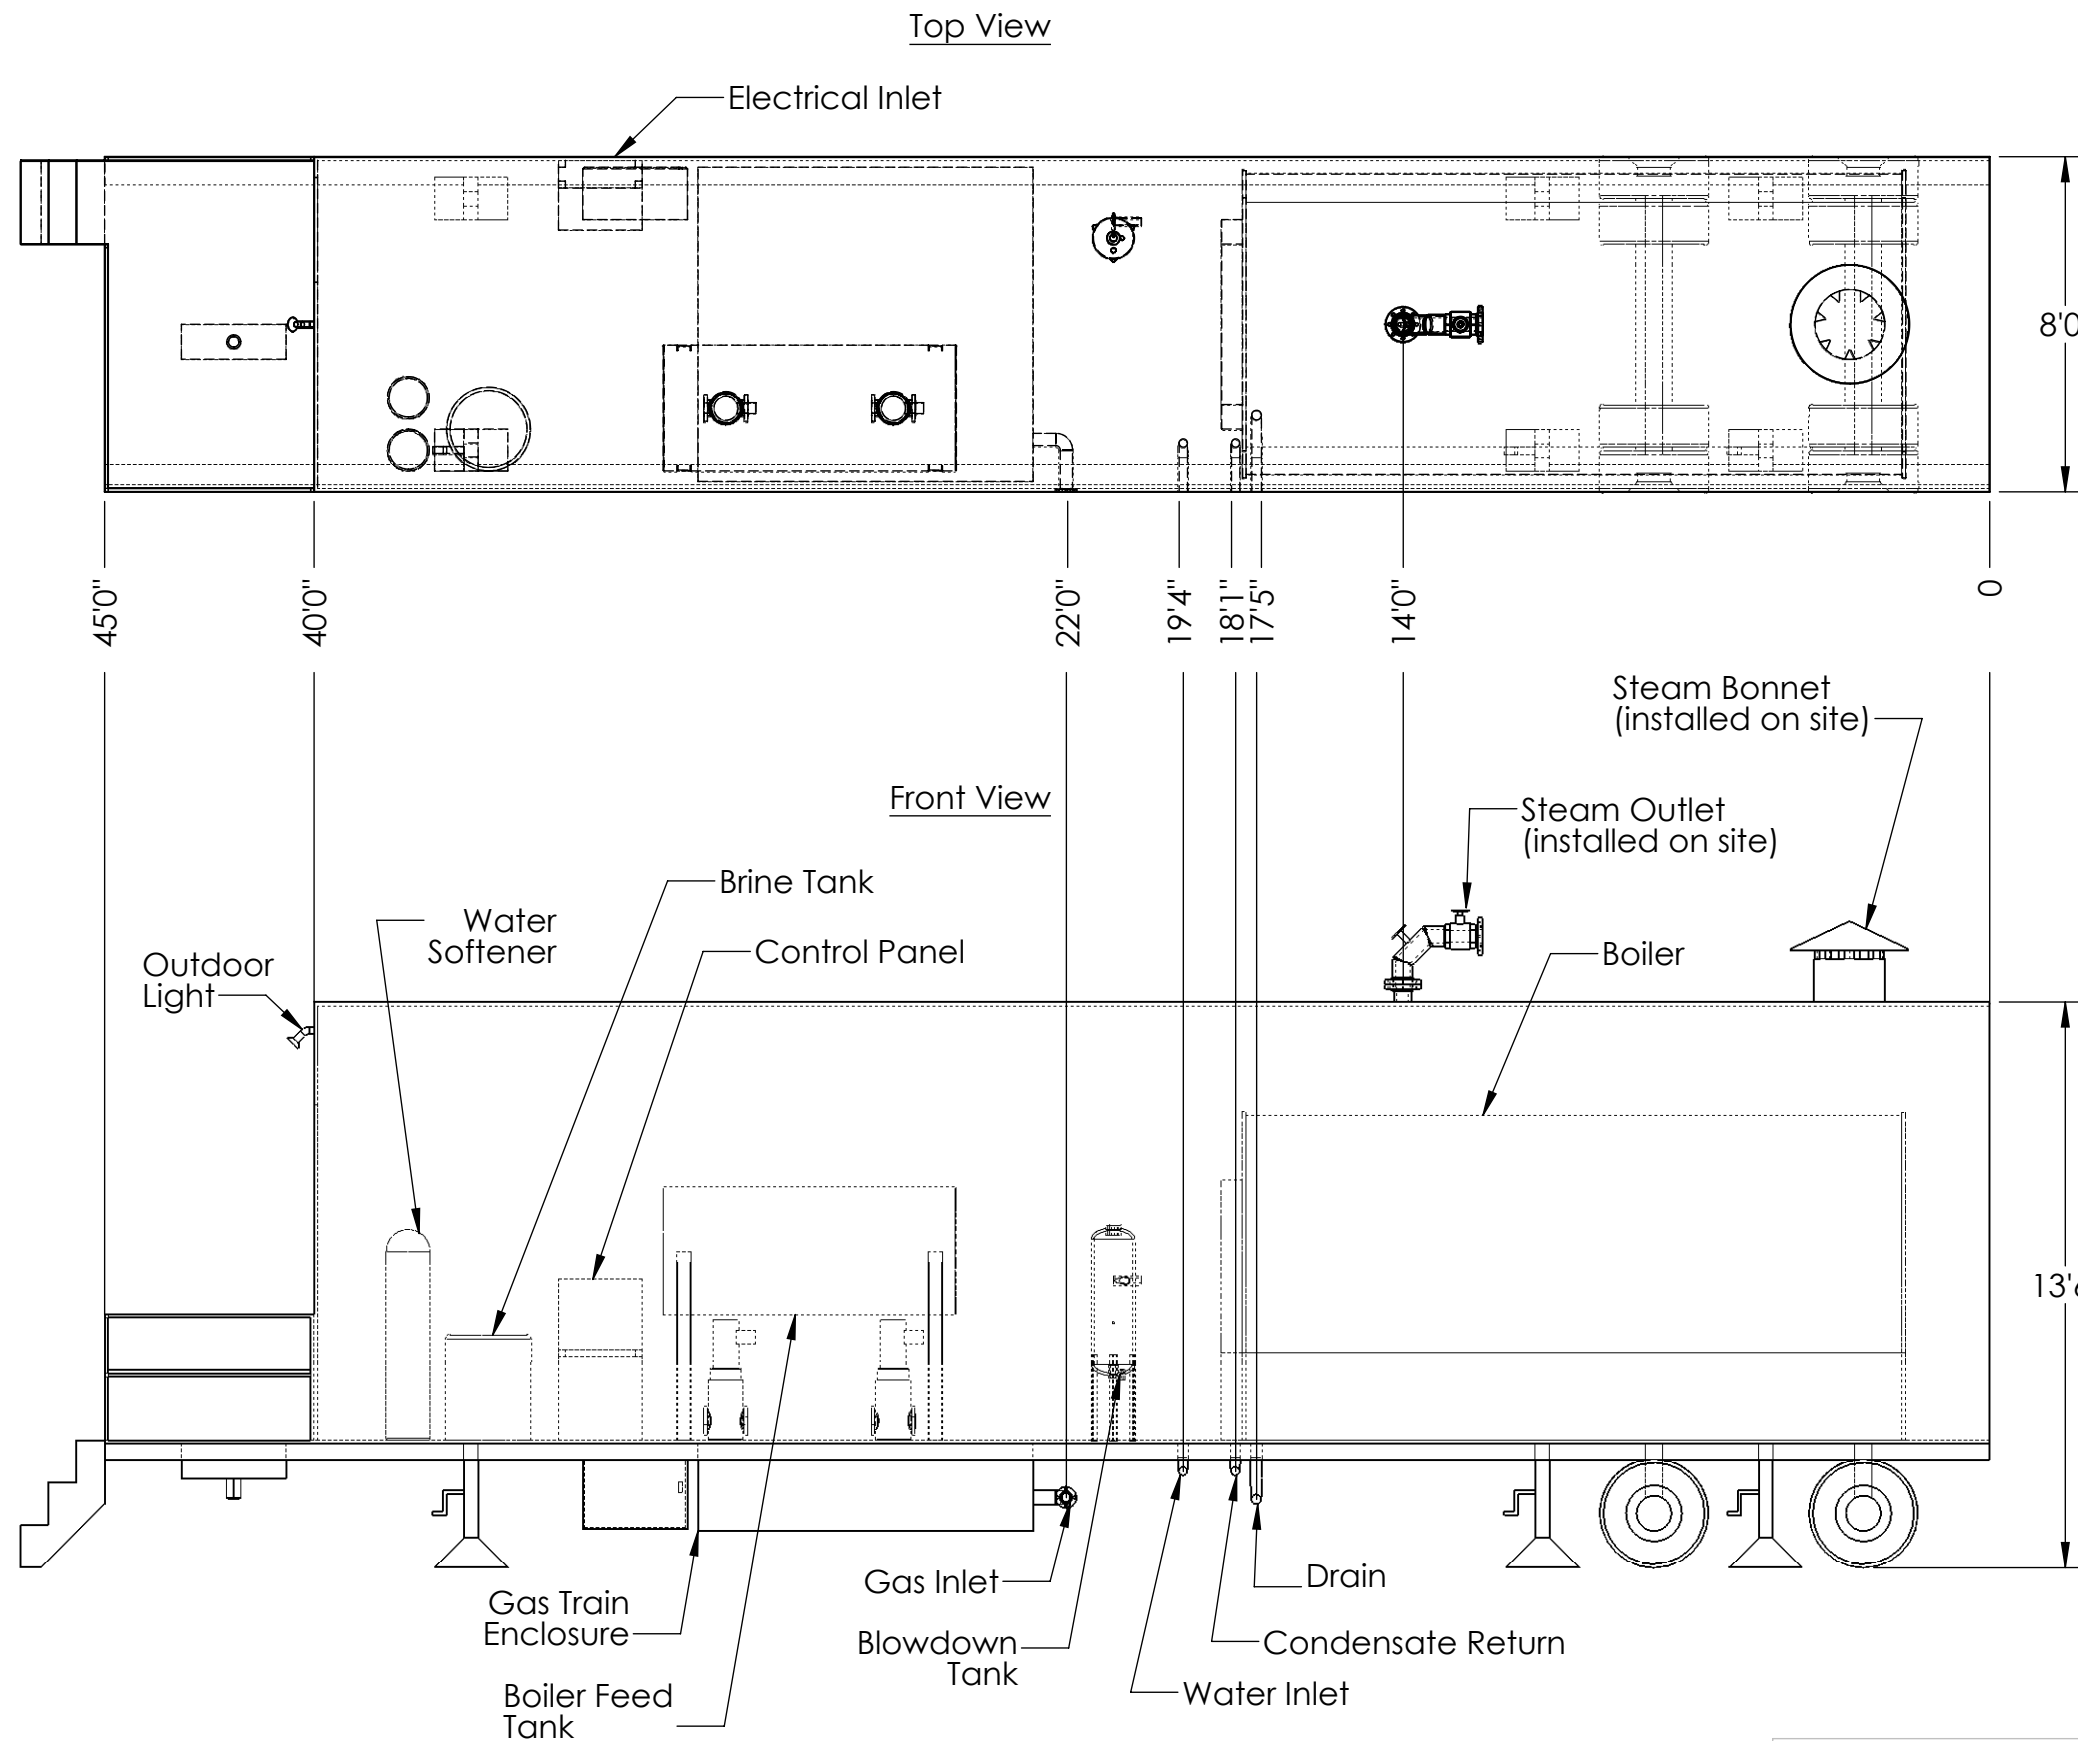 Top View
Electrical Inlet
8'0
45'0"
40'0"
22'0"
19'4"
18'1"
17'5"
14'0"
0
Steam Bonnet
(installed on site)
Front View
Steam Outlet
(installed on site)
Brine Tank
Water
Softener
Control Panel
Boiler
Outdoor
Light
13'6
Gas Inlet
Drain
Gas Train
Enclosure
Blowdown
Tank
Condensate Return
Boiler Feed
Tank
Water Inlet